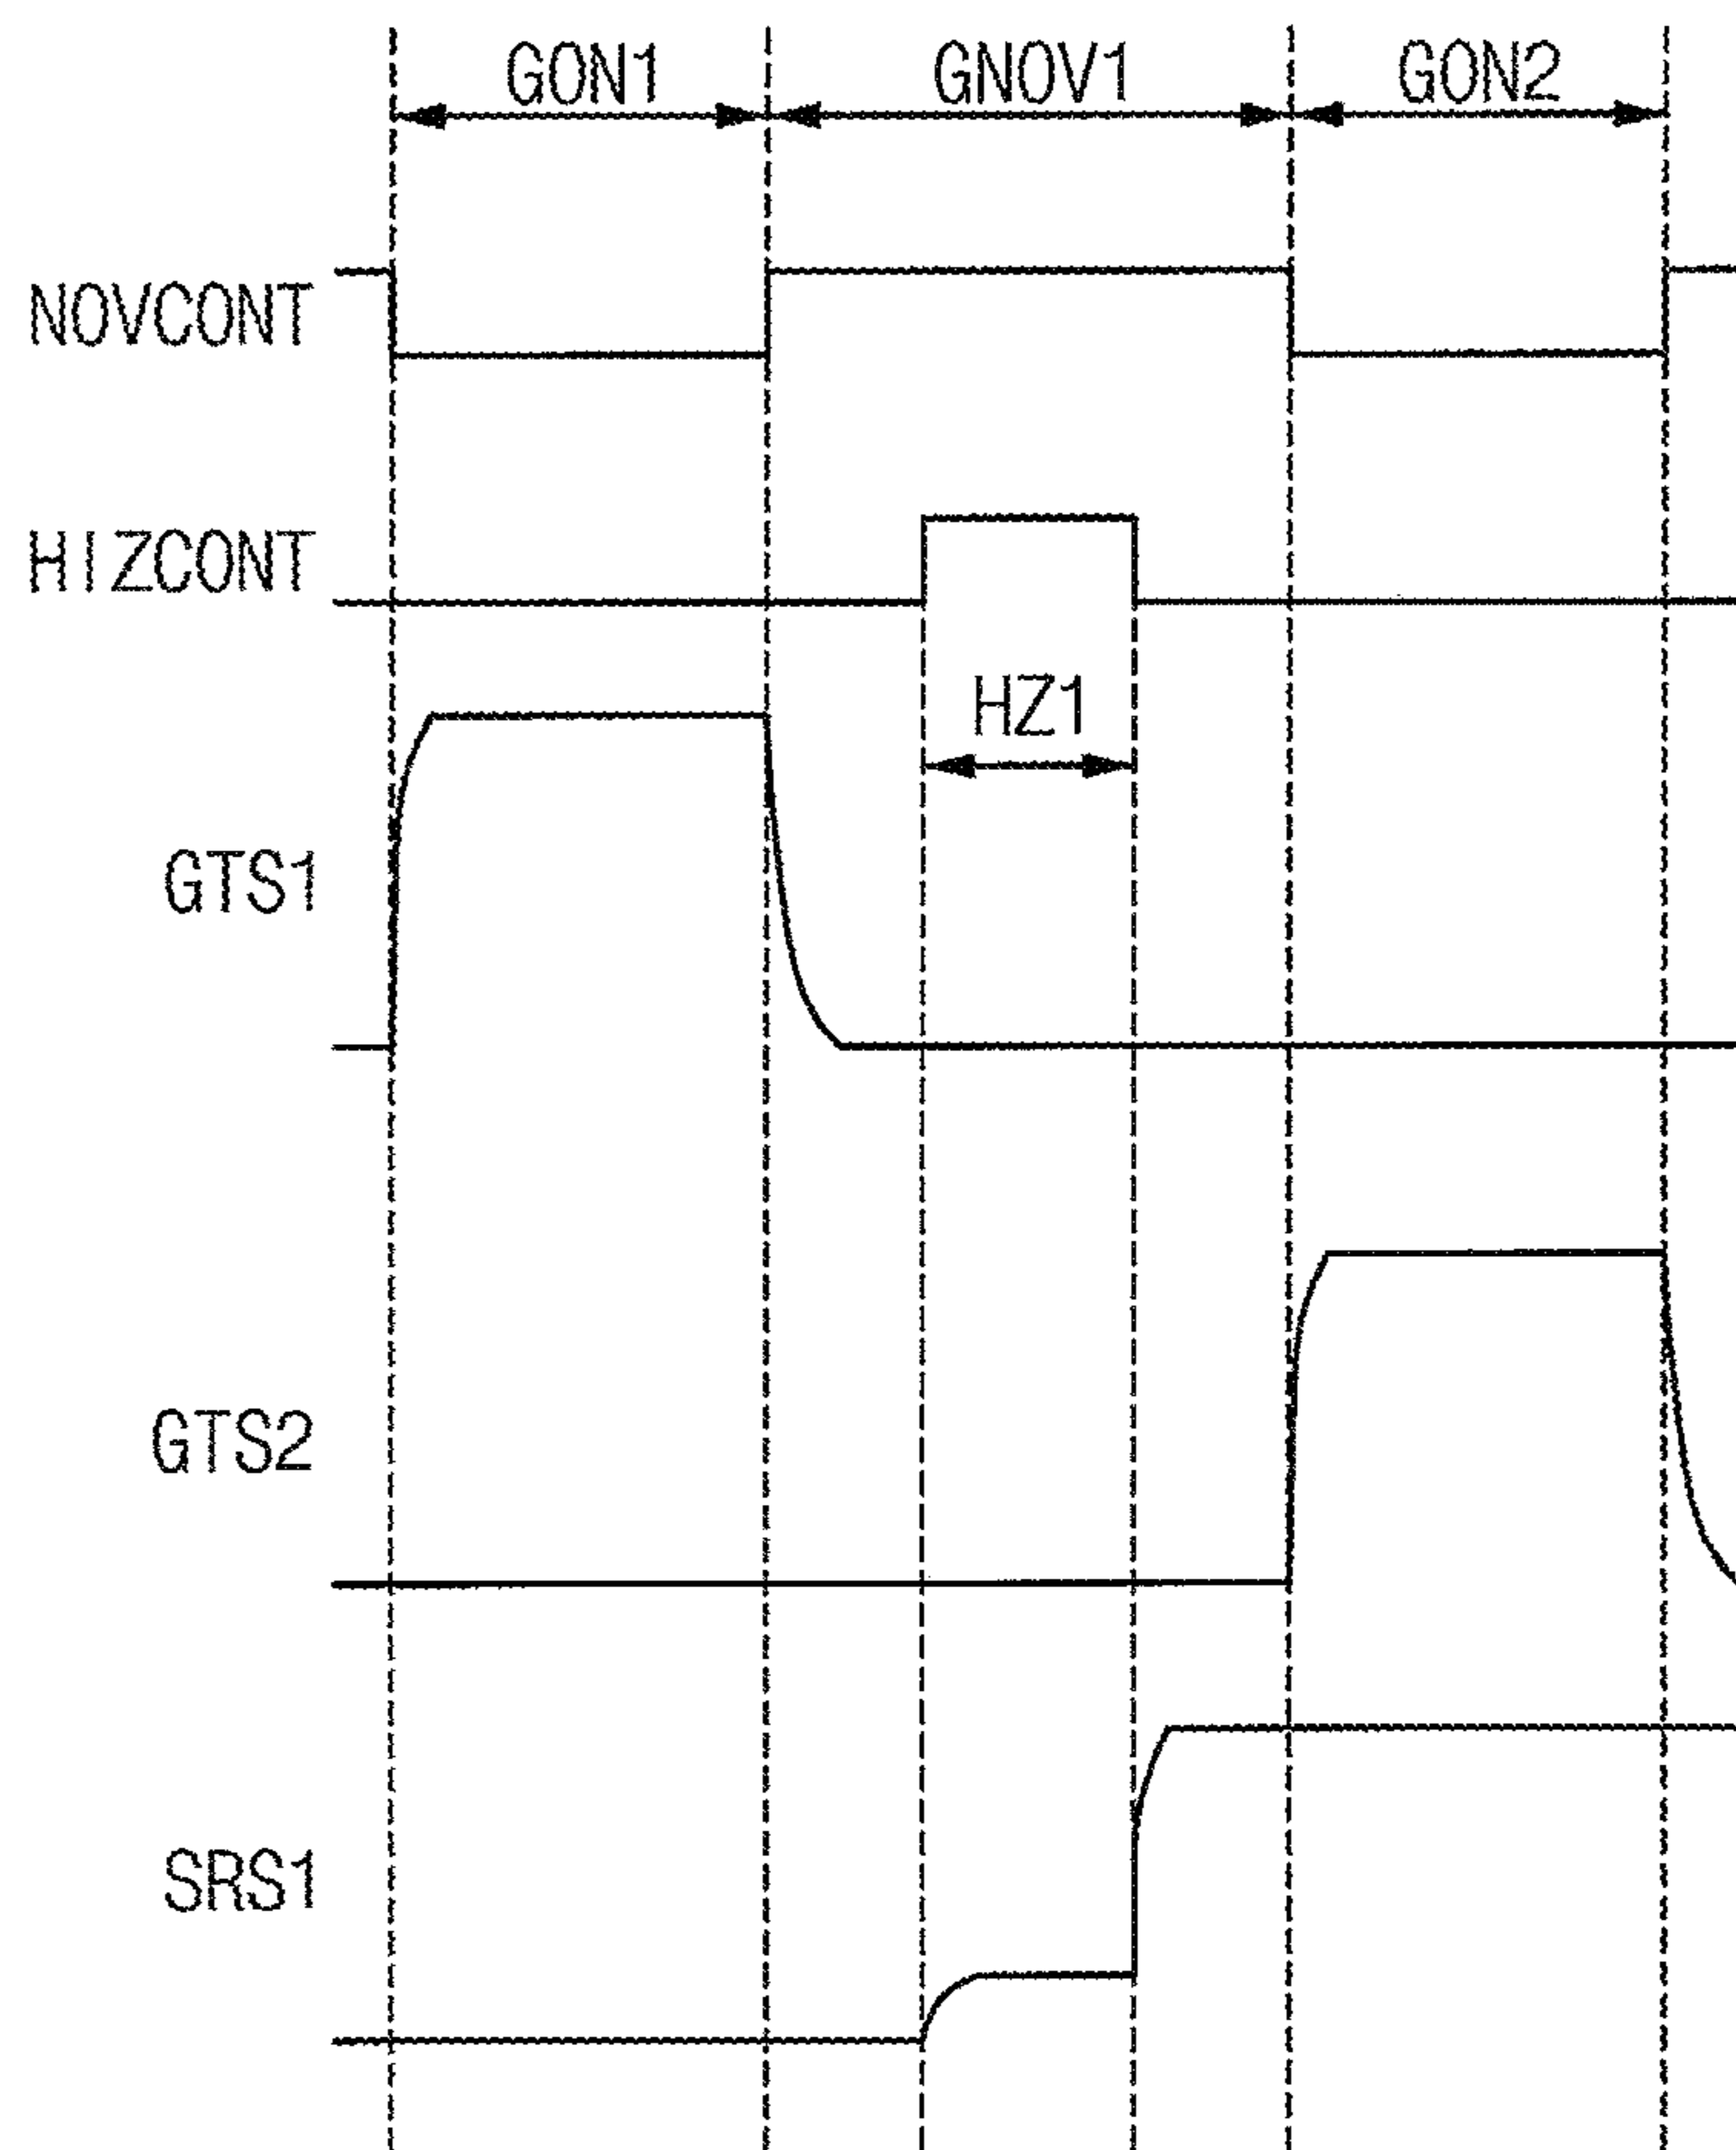 GON1 GNOV1 GON2
NOVCONT
HIZCONT
HZ1
GTS1
GTS2
SRS1